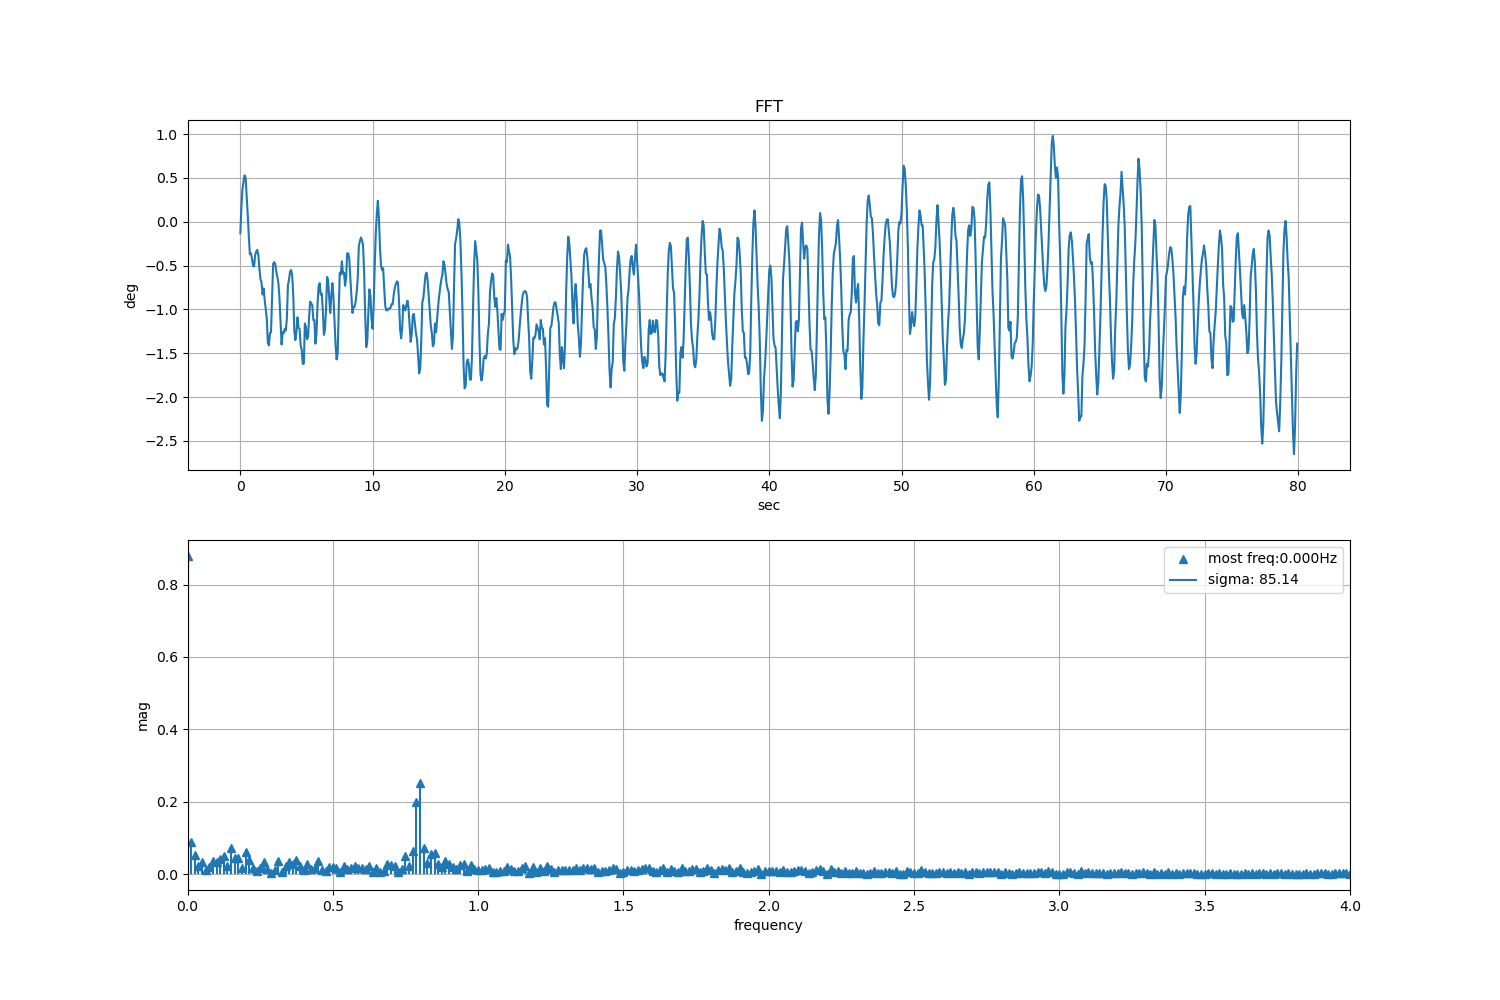 FFT
1.0
0.5
0.0
−0.5
−1.0
−1.5
−2.0
−2.5
deg
0 10 20 30 40 50 60 70 80
sec
most freq:0.000Hz
sigma: 85.14
0.8
0.6
0.4
0.2
0.0
mag
0.0 0.5 1.0 1.5 2.0 2.5 3.0 3.5 4.0
frequency